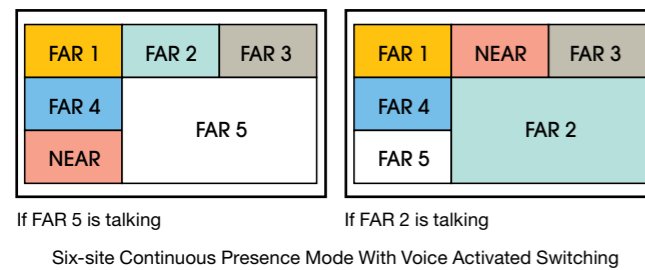 FAR 1 FAR 2 FAR 3
FAR 4
FAR 5
NEAR
If FAR 5 is talking
FAR 1 NEAR FAR 3
FAR 4
FAR 2
FAR 5
If FAR 2 is talking
Six-site Continuous Presence Mode With Voice Activated Switching